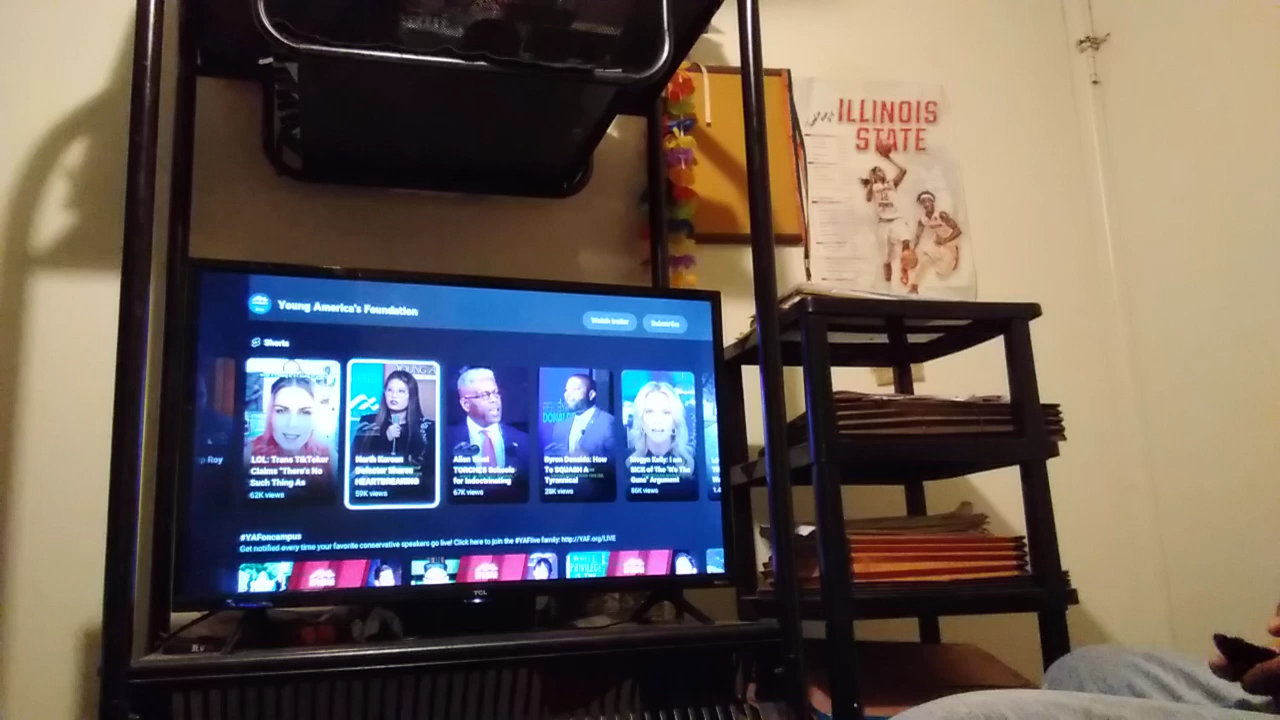 ILLINOIS
STATE
Young America's Foundation
Watch trailer
Subscribe
Shorts
p Roy
LOL: Trans TikToker
Claims "There's No
Such Thing As
62K views
North Korean
Defector Shares
HEARTBREAKING
59K views
Allen West
TORCHES Schools
for Indoctrinating
67K views
Byron Donalds: How
To SQUASH A
Tyrannical
28K views
Megyn Kelly: I am
SICK of The 'It's The
Guns' Argument
86K views
#YAFoncampus
Get notified every time your favorite conservative speakers go live! Click here to join the #YAFlive family: http://YAF.org/LIVE
PRIVILEGE
TCL